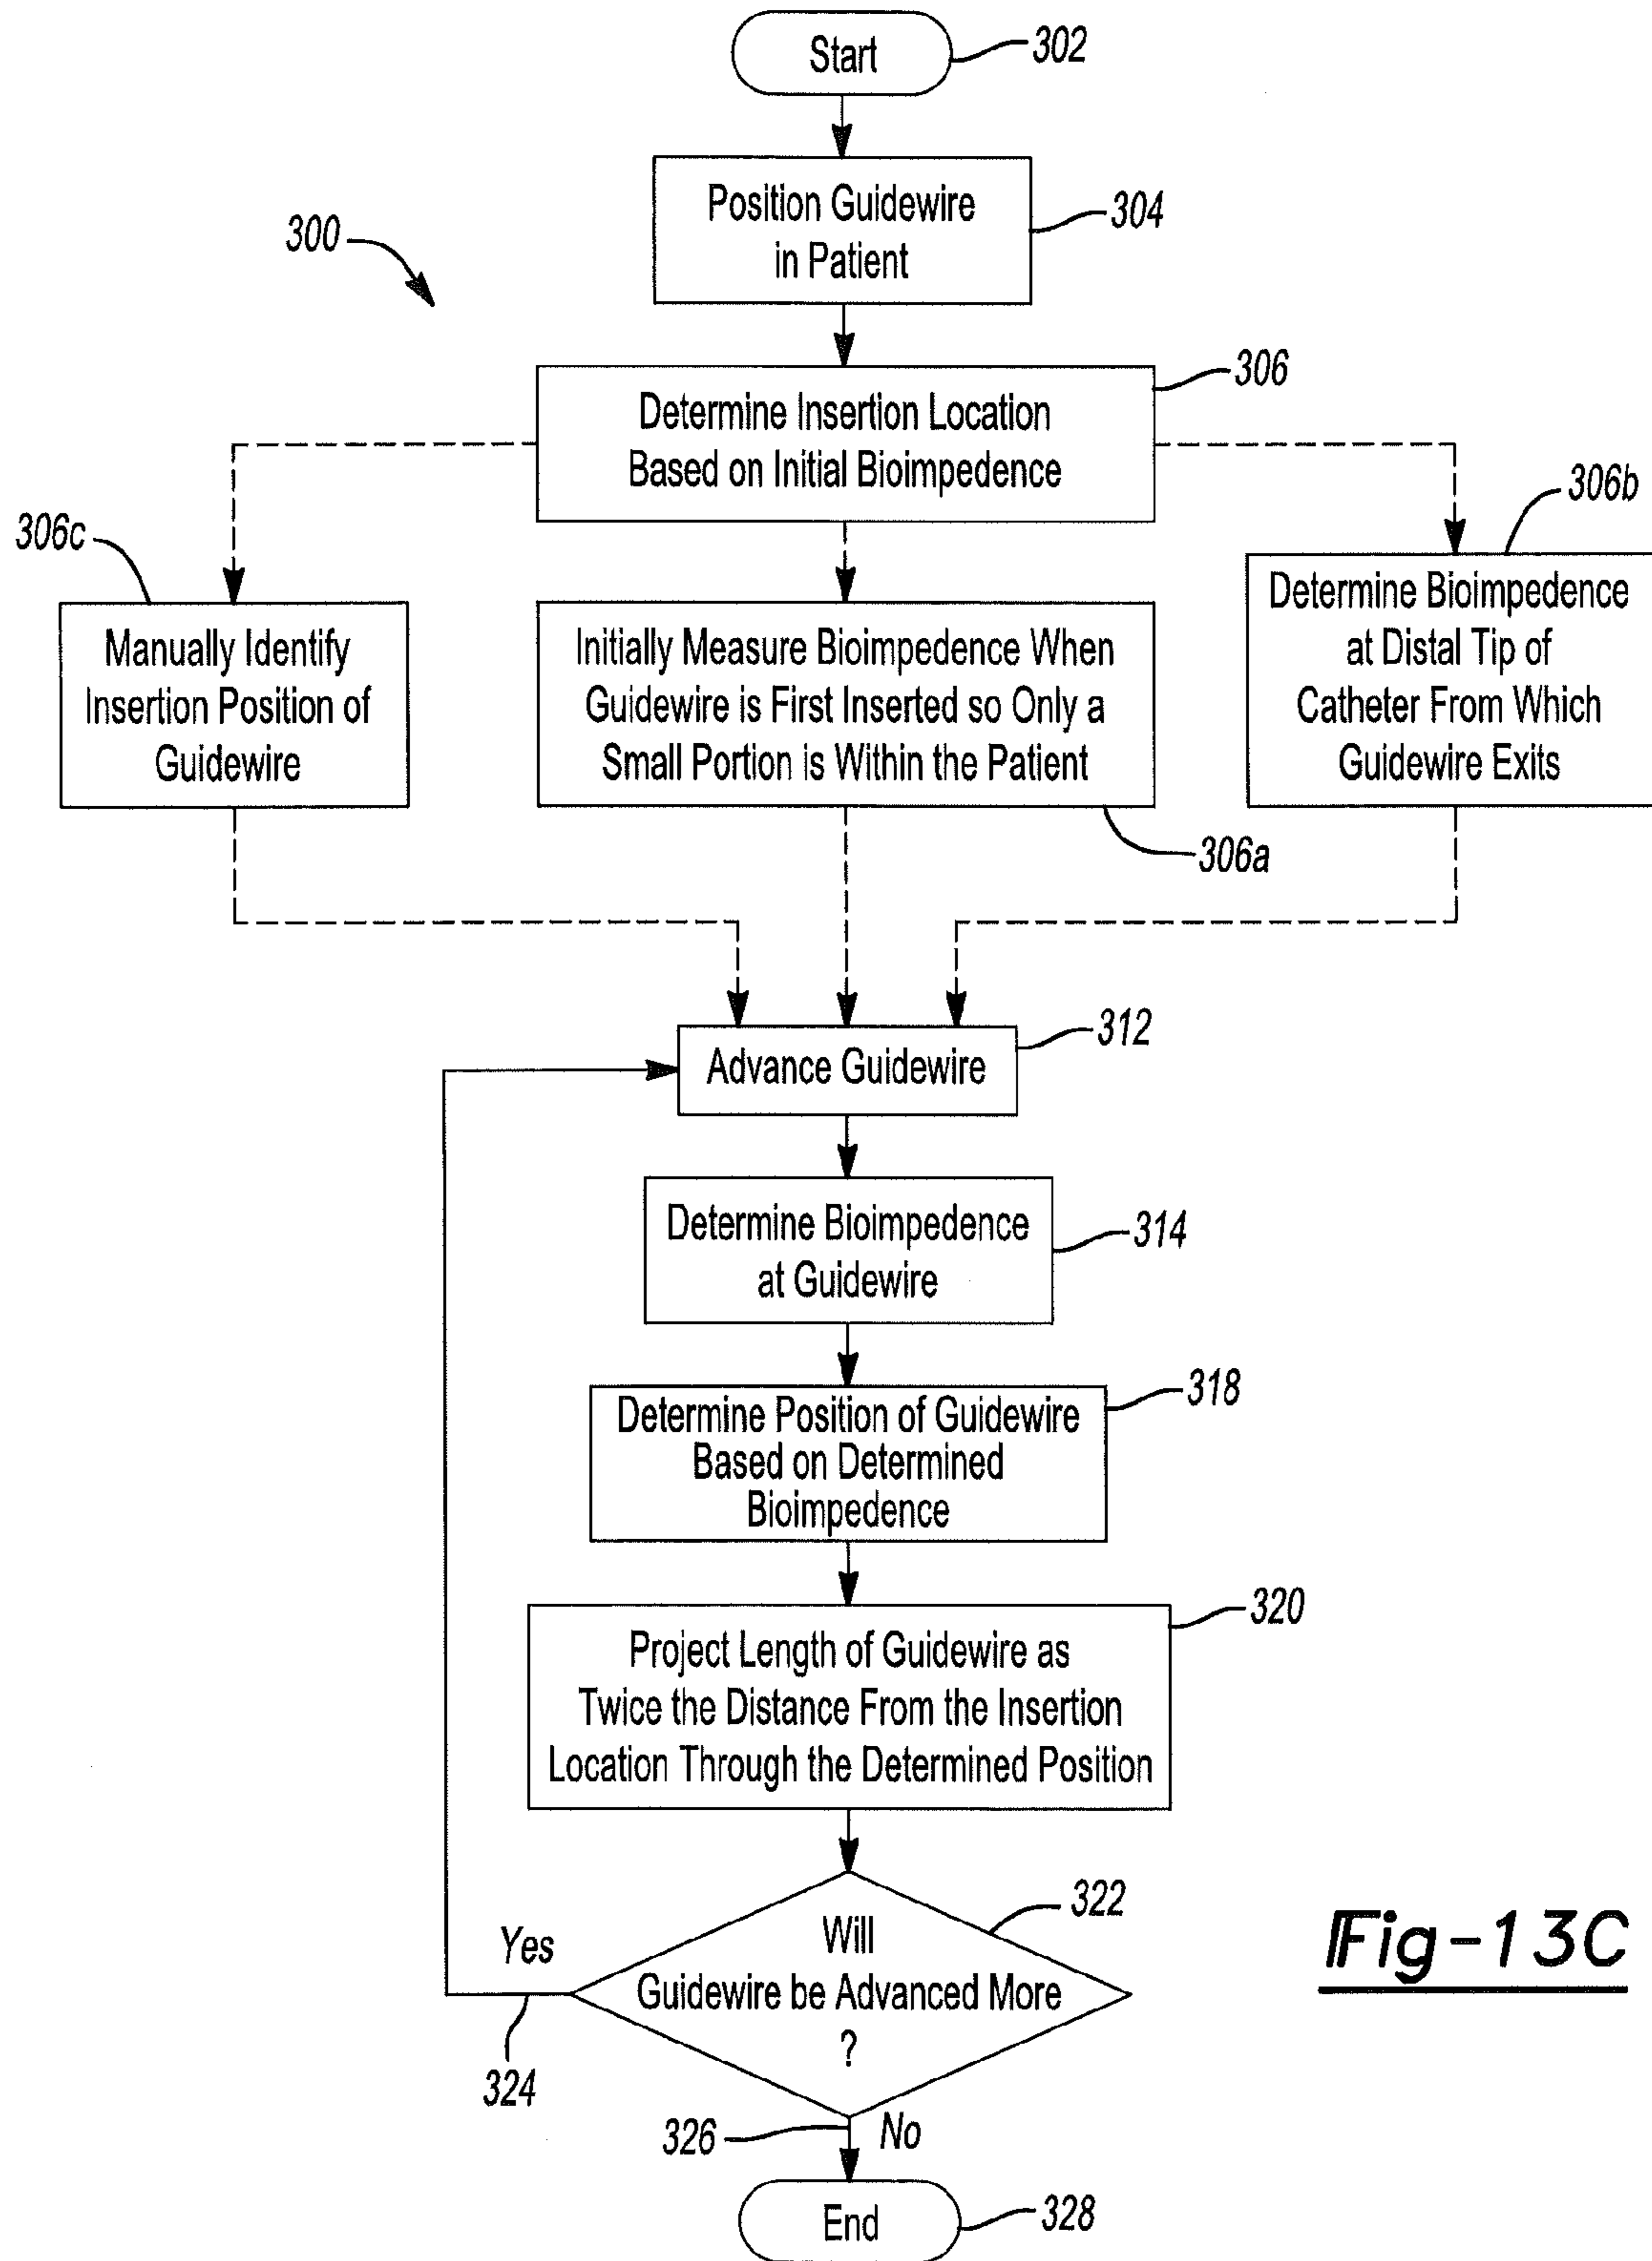 Start
302
Position Guidewire
in Patient
304
300
Determine Insertion Location
Based on Initial Bioimpedence
306
306c
306b
Manually Identify
Insertion Position of
Guidewire
Initially Measure Bioimpedence When
Guidewire is First Inserted so Only a
Small Portion is Within the Patient
306a
Determine Bioimpedence
at Distal Tip of
Catheter From Which
Guidewire Exits
Advance Guidewire
312
Determine Bioimpedence
at Guidewire
314
Determine Position of Guidewire
Based on Determined
Bioimpedence
318
Project Length of Guidewire as
Twice the Distance From the Insertion
Location Through the Determined Position
320
Will
Guidewire be Advanced More
?
322
Yes
324
326
No
End
328
Fig-13C